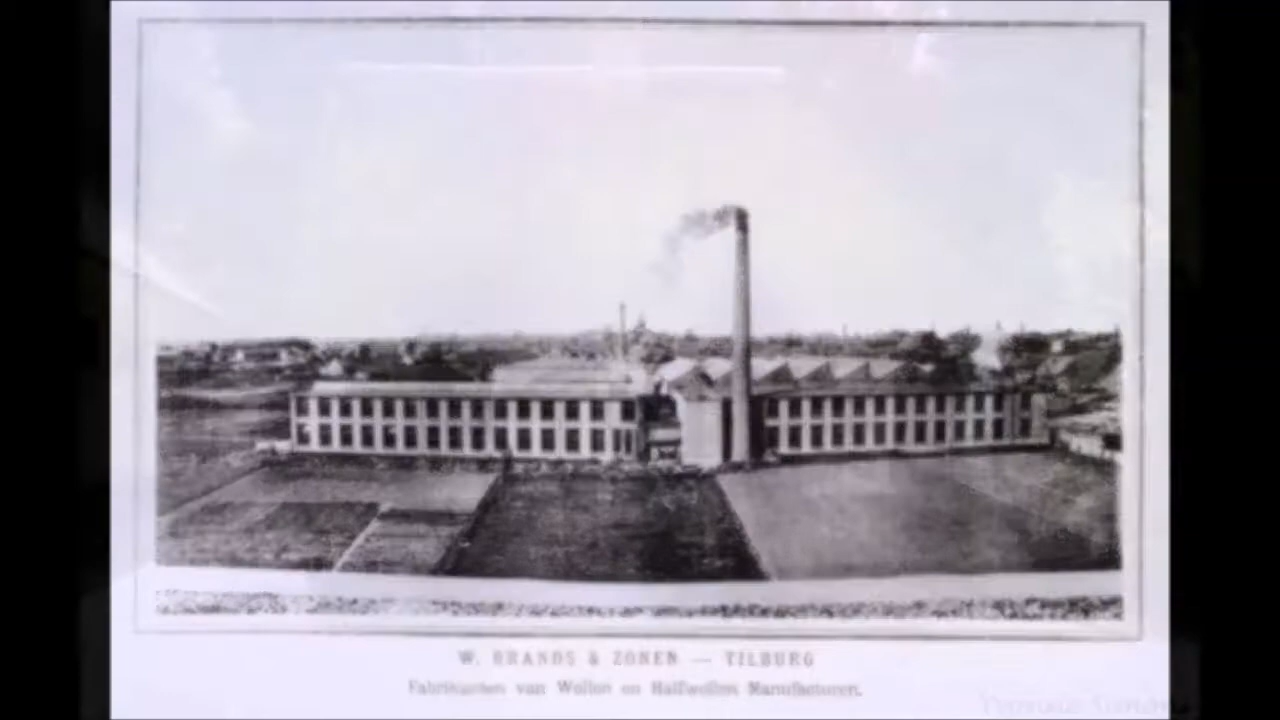 W. BRANDS & ZONEN — TILBURG
Fabrikanten van Wollen en Halfwollen Manufacturen.